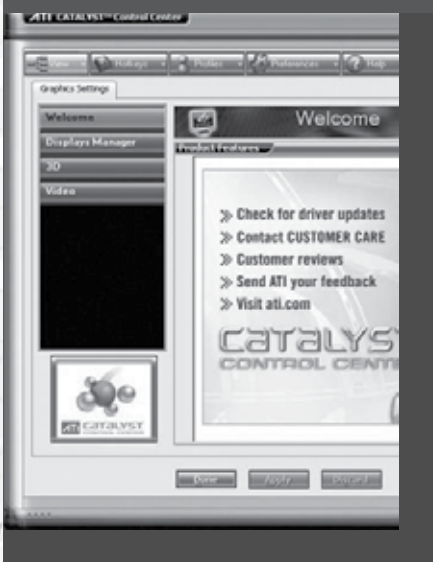 ATI CATALYST™ Control Center
View Hotkeys Profiles Preferences Help
Graphics Settings
Welcome
Displays Manager
3D
Video
Welcome
Product Features
» Check for driver updates
» Contact CUSTOMER CARE
» Customer reviews
» Send ATI your feedback
» Visit ati.com
CATALYS
CONTROL CENT
ATI CATALYST
Done Apply Discard